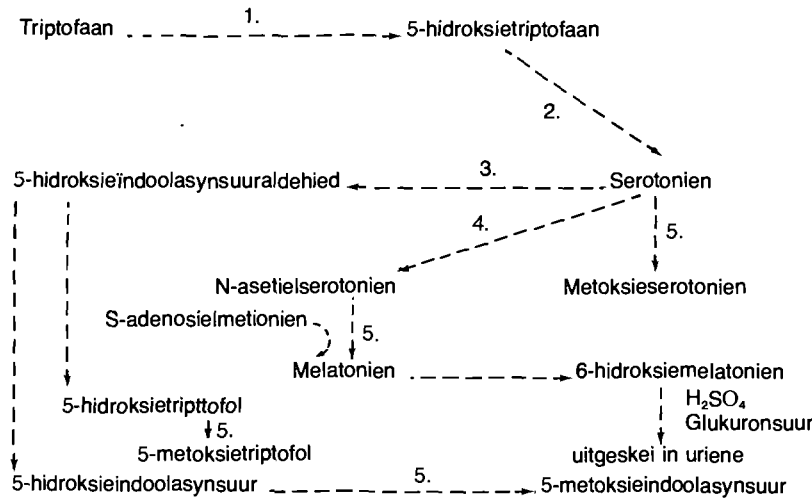 1.
Triptofaan
5-hidroksietriptofaan
2.
5-hidroksieïndoolasynsuuraldehied
3.
Serotonien
4.
5.
N-asetielserotonien
Metoksieserotonien
S-adenosielmetionien
5.
Melatonien
6-hidroksiemelatonien
H₂SO₄
Glukuronsuur
5-hidroksietripttofol
5.
5-metoksietriptofol
uitgeskei in uriene
5-hidroksieindoolasynsuur
5.
5-metoksieindoolasynsuur